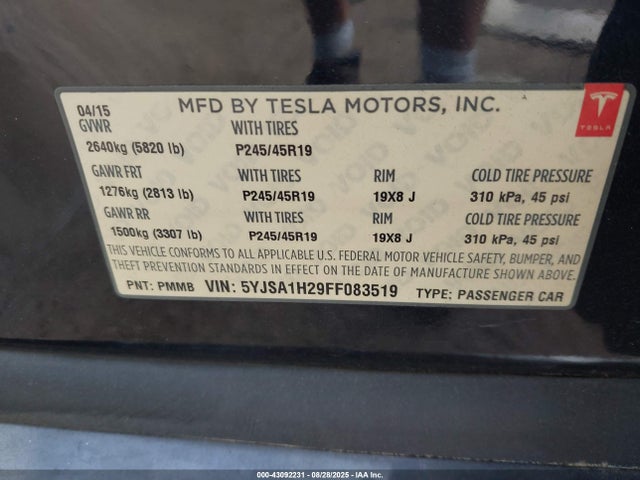 04/15 MFD BY TESLA MOTORS, INC.
GVWR WITH TIRES
2640kg (5820 lb) P245/45R19
GAWR FRT WITH TIRES RIM COLD TIRE PRESSURE
1276kg (2813 lb) P245/45R19 19X8 J 310 kPa, 45 psi
GAWR RR WITH TIRES RIM COLD TIRE PRESSURE
1500kg (3307 lb) P245/45R19 19X8 J 310 kPa, 45 psi
THIS VEHICLE CONFORMS TO ALL APPLICABLE U.S. FEDERAL MOTOR VEHICLE SAFETY, BUMPER, AND
THEFT PREVENTION STANDARDS IN EFFECT ON THE DATE OF MANUFACTURE SHOWN ABOVE.
PNT: PMMB VIN: 5YJSA1H29FF083519 TYPE: PASSENGER CAR
TESLA
000-43092231 - 08/28/2025 - IAA Inc.